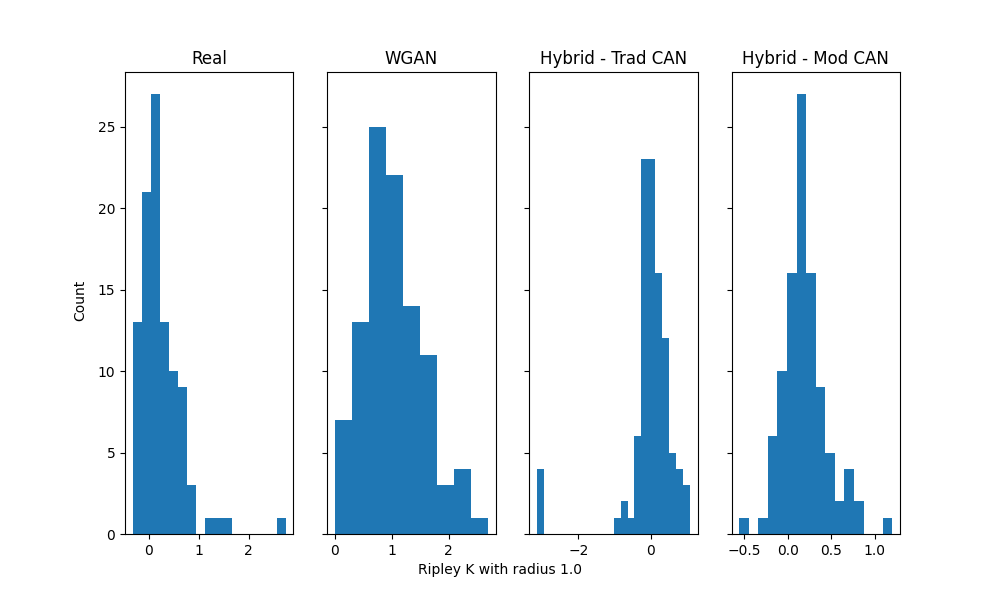 Real
WGAN
Hybrid - Trad CAN
Hybrid - Mod CAN
25
20
15
10
5
0
Count
0 1 2
0 1 2
−2 0
−0.5 0.0 0.5 1.0
Ripley K with radius 1.0